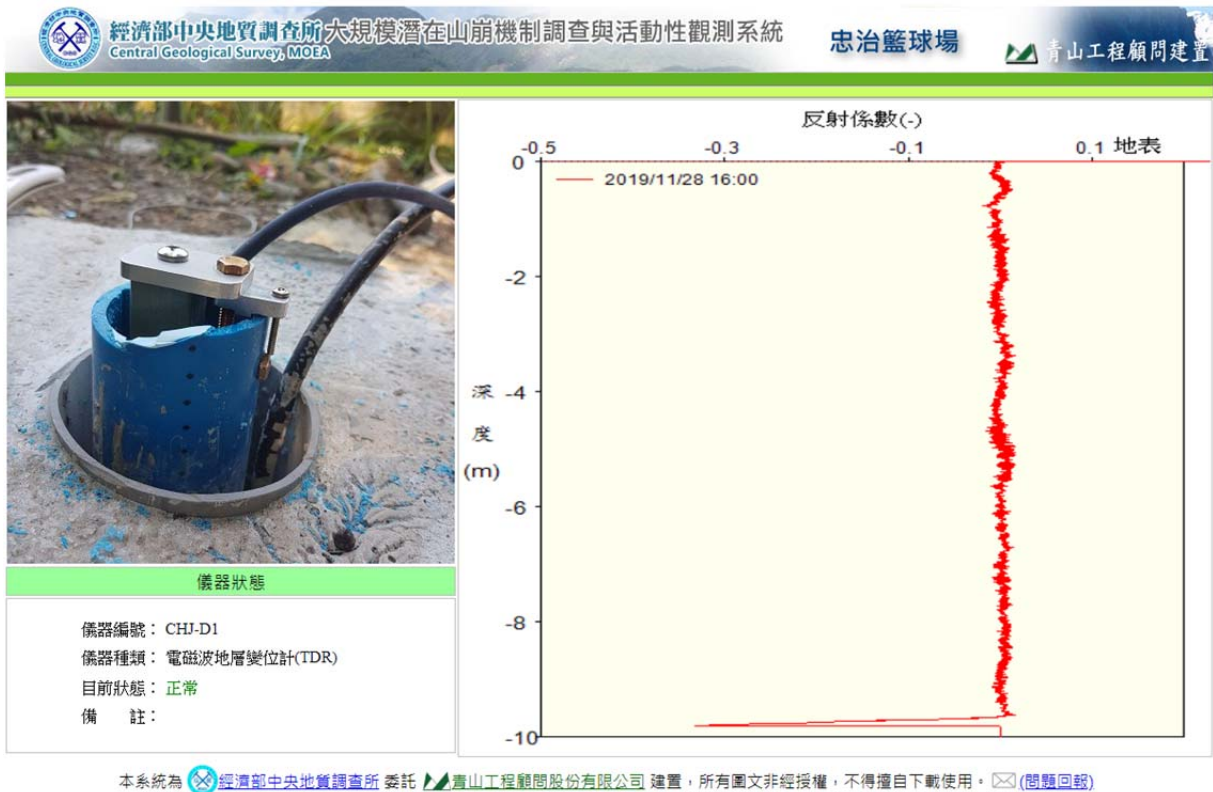 經濟部中央地質調查所 大規模潛在山崩機制調查與活動性觀測系統
Central Geological Survey, MOEA
忠治籃球場
青山工程顧問建置
反射係數(-)
-0.5 -0.3 -0.1 0.1 地表
0
2019/11/28 16:00
-2
-4
-6
-8
-10
深
度
(m)
儀器狀態
儀器編號： CHJ-D1
儀器種類： 電磁波地層變位計(TDR)
目前狀態： 正常
備 註：
本系統為 經濟部中央地質調查所 委託 青山工程顧問股份有限公司 建置，所有圖文非經授權，不得擅自下載使用。 (問題回報)